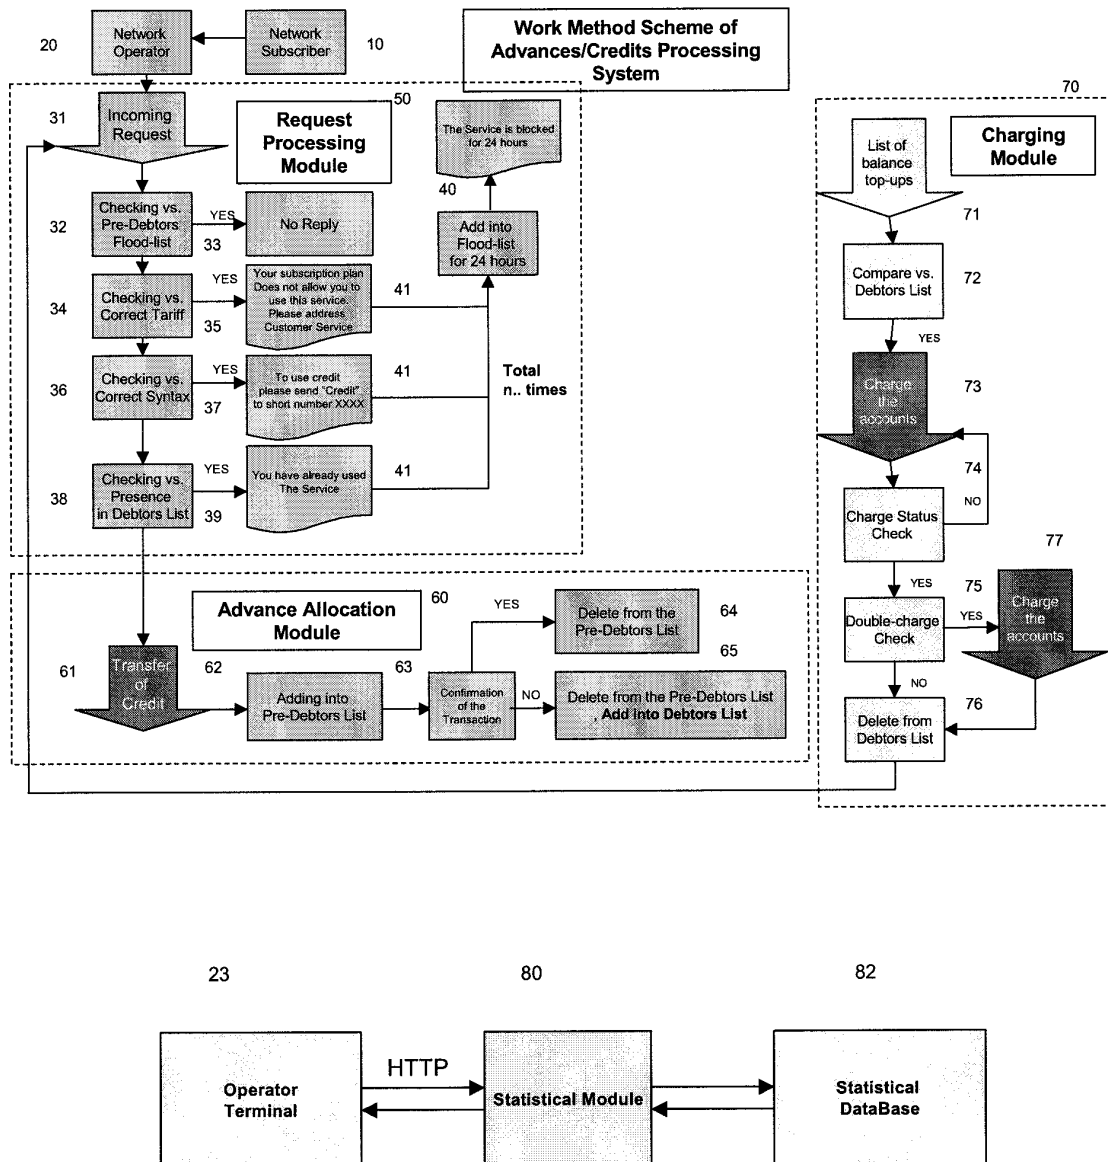 Work Method Scheme of
Advances/Credits Processing
System
20
Network
Operator
Network
Subscriber
10
50
31
Incoming
Request
Request
Processing
Module
The Service is blocked
for 24 hours
40
32
Checking vs.
Pre-Debtors
Flood-list
YES
33
No Reply
Add into
Flood-list
for 24 hours
34
Checking vs.
Correct Tariff
YES
35
Your subscription plan
Does not allow you to
use this service.
Please address
Customer Service
41
36
Checking vs.
Correct Syntax
YES
37
To use credit
please send "Credit"
to short number XXXX
41
Total
n.. times
38
Checking vs.
Presence
in Debtors List
YES
39
You have already used
The Service
41
Advance Allocation
Module
60
61
Transfer
of
Credit
62
Adding into
Pre-Debtors List
63
Confirmation
of the
Transaction
YES
Delete from the
Pre-Debtors List
64
65
NO
Delete from the Pre-Debtors List
, Add into Debtors List
70
List of
balance
top-ups
Charging
Module
71
Compare vs.
Debtors List
72
YES
Charge
the
accounts
73
74
Charge Status
Check
NO
77
YES
75
Double-charge
Check
YES
Charge
the
accounts
NO
76
Delete from
Debtors List
23
80
82
Operator
Terminal
HTTP
Statistical Module
Statistical
DataBase